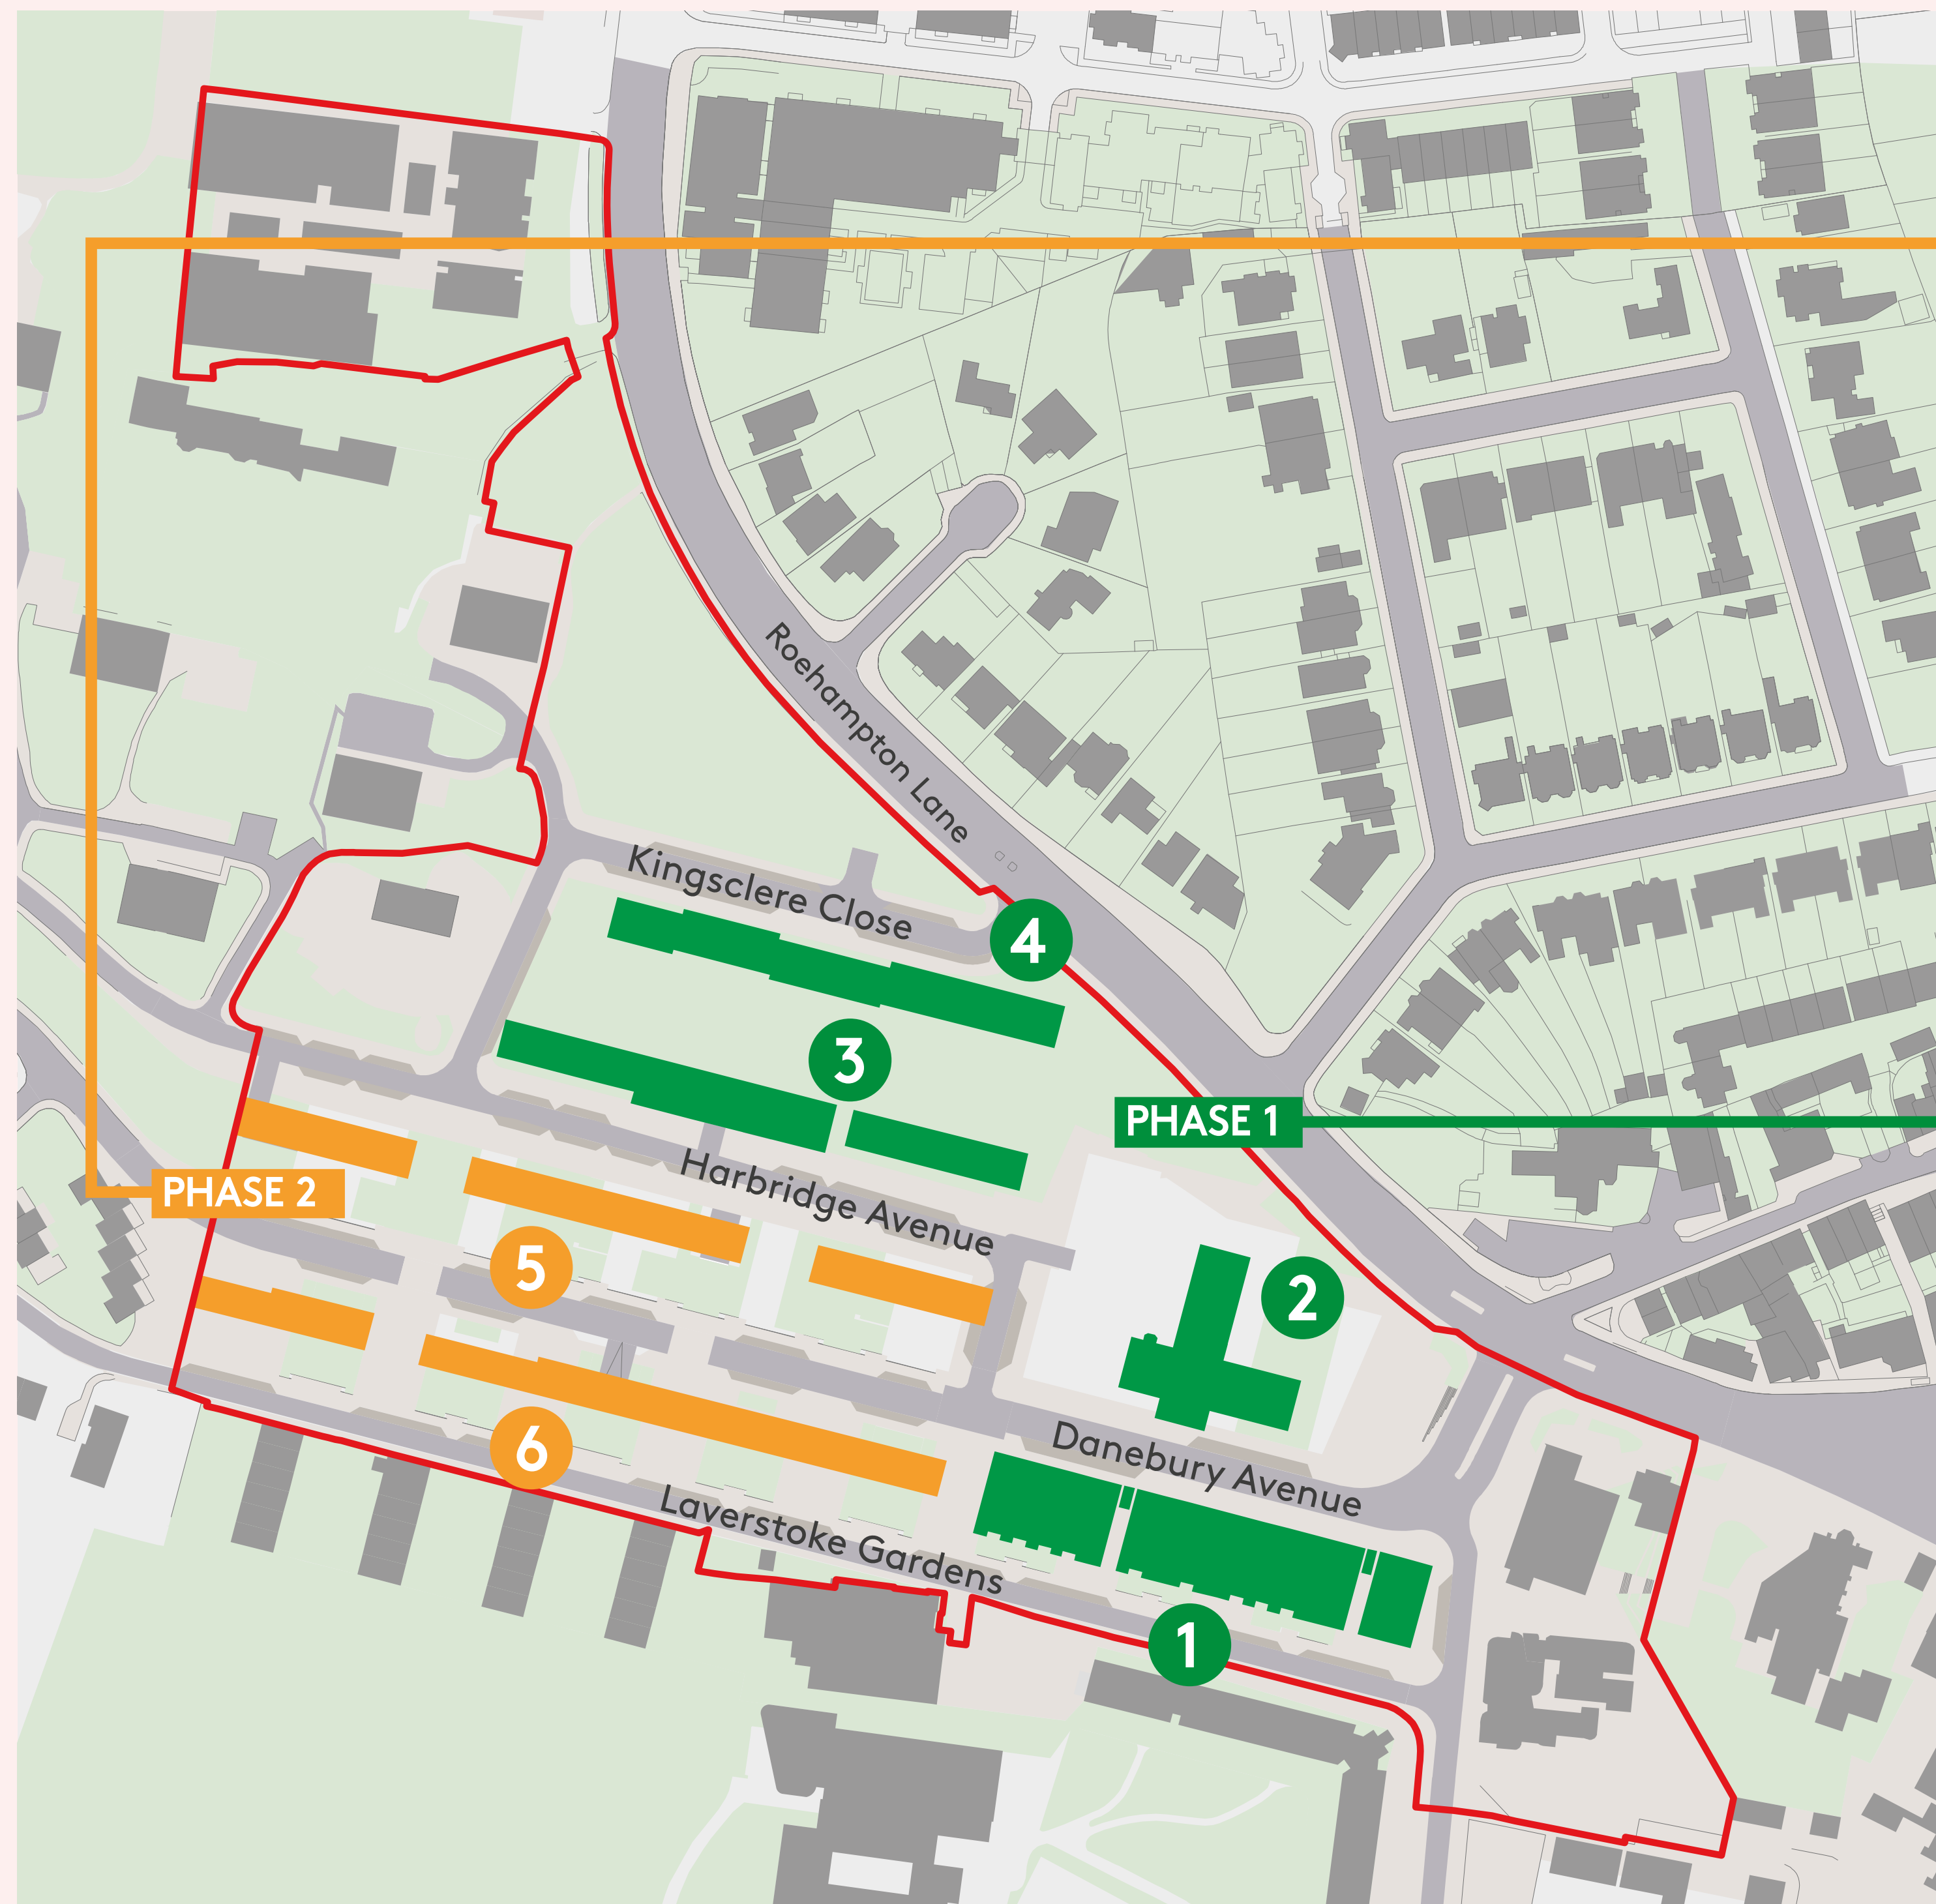 Roehampton Lane
Kingsclere Close
4
3
PHASE 1
Harbridge Avenue
PHASE 2
5
2
6
Danebury Avenue
Laverstoke Gardens
1